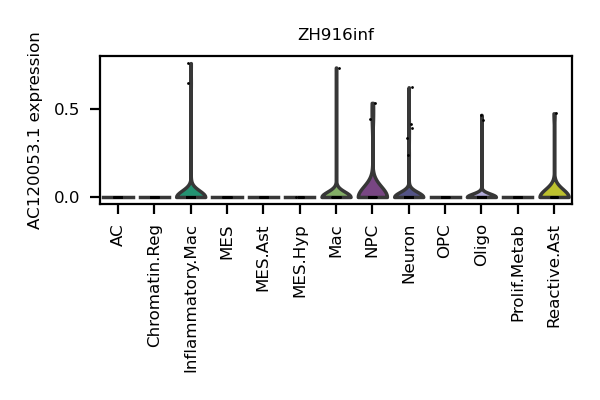 ZH916inf
AC120053.1 expression
0.5
0.0
AC
Chromatin.Reg
Inflammatory.Mac
MES
MES.Ast
MES.Hyp
Mac
NPC
Neuron
OPC
Oligo
Prolif.Metab
Reactive.Ast